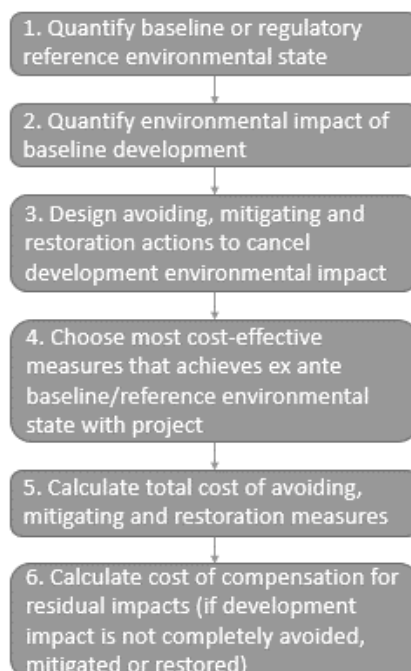 1. Quantify baseline or regulatory
reference environmental state
2. Quantify environmental impact of
baseline development
3. Design avoiding, mitigating and
restoration actions to cancel
development environmental impact
4. Choose most cost-effective
measures that achieves ex ante
baseline/reference environmental
state with project
5. Calculate total cost of avoiding,
mitigating and restoration measures
6. Calculate cost of compensation for
residual impacts (if development
impact is not completely avoided,
mitigated or restored)